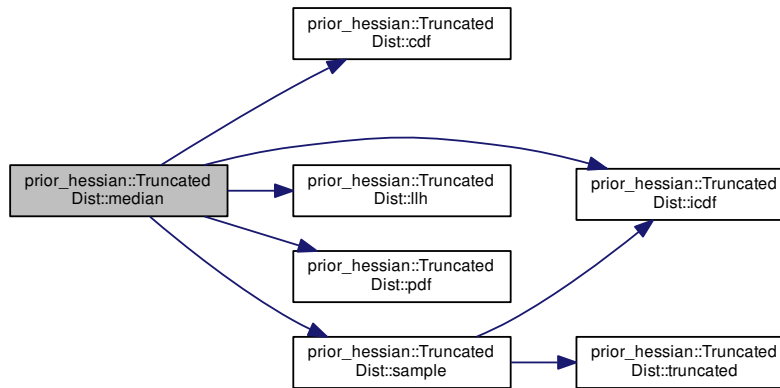 prior_hessian::Truncated
Dist::cdf
prior_hessian::Truncated
Dist::median
prior_hessian::Truncated
Dist::llh
prior_hessian::Truncated
Dist::icdf
prior_hessian::Truncated
Dist::pdf
prior_hessian::Truncated
Dist::sample
prior_hessian::Truncated
Dist::truncated